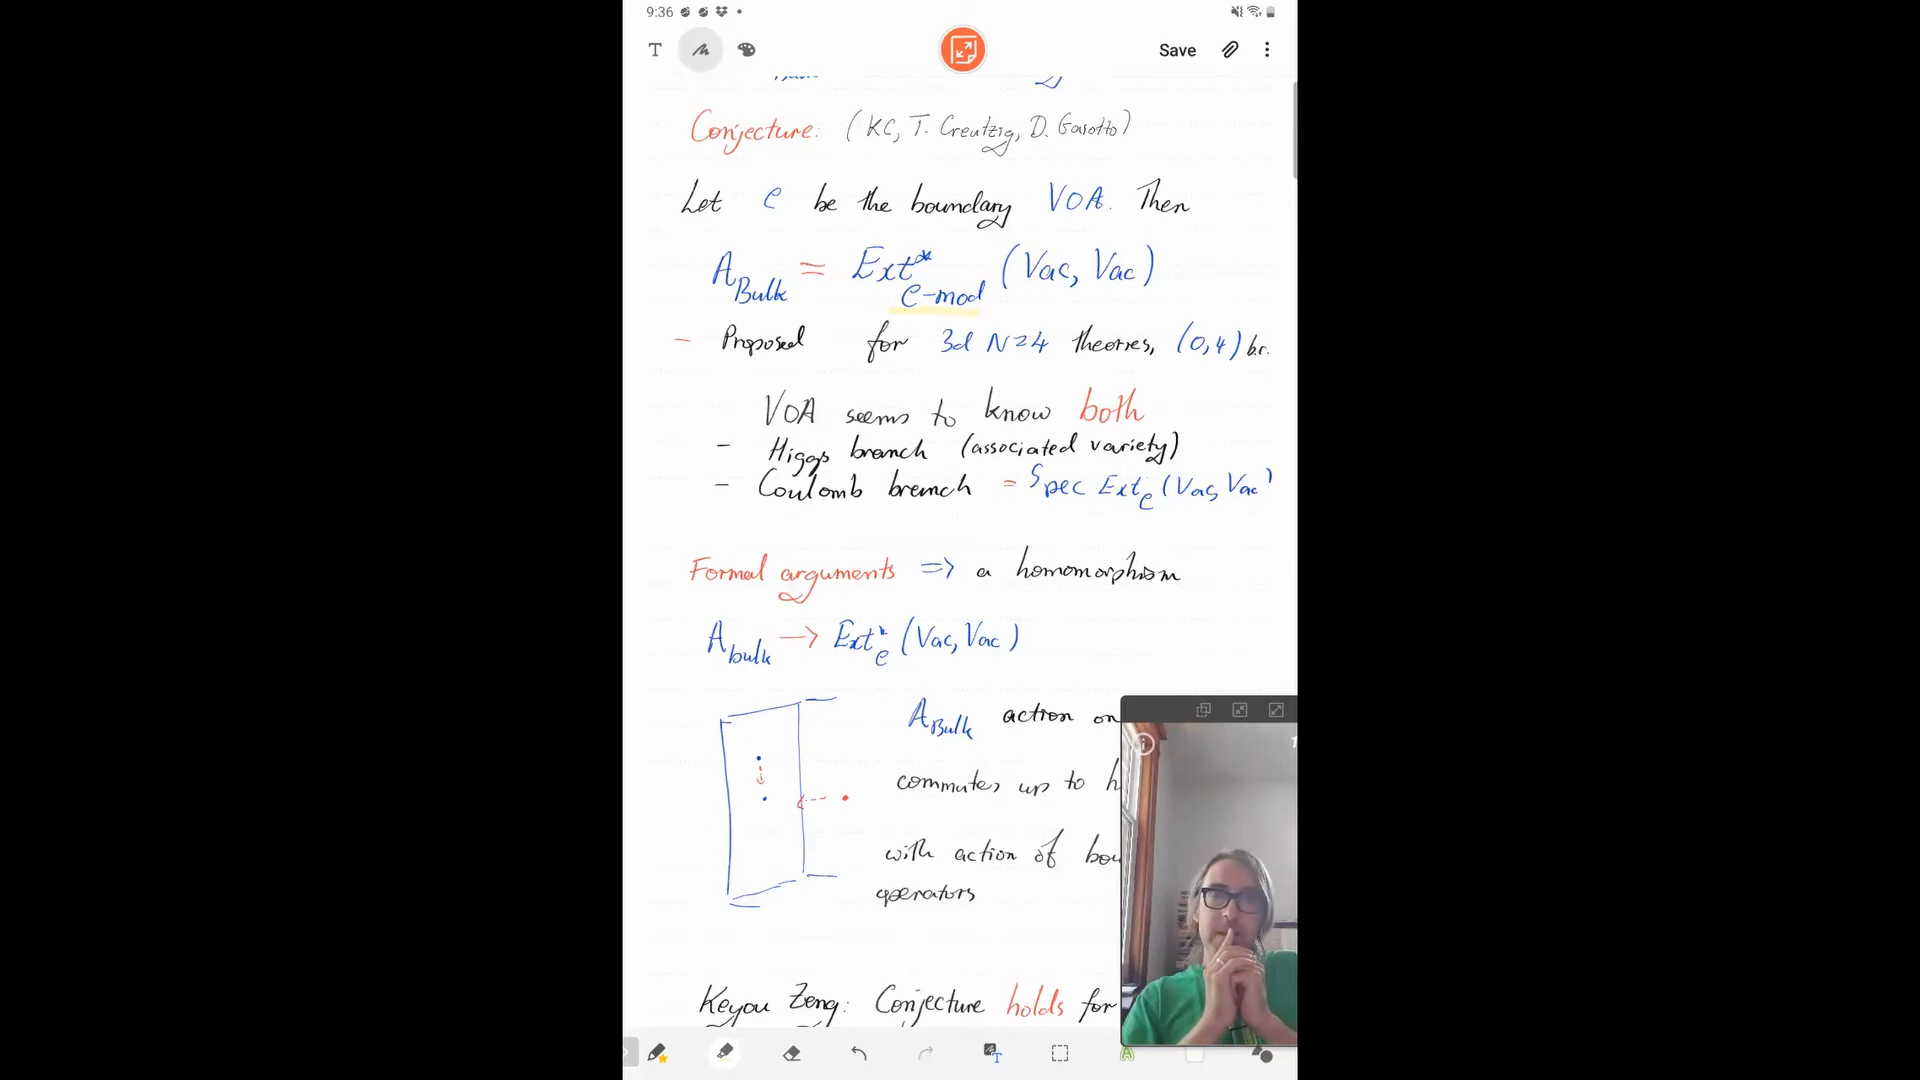 9:36
T
Save
Conjecture: (KC, T. Creutzig, D. Gaiotto)
Let C be the boundary VOA. Then
A_Bulk = Ext*_C-mod (Vac, Vac)
- Proposed for 3d N=4 theories, (0,4) b.c.
VOA seems to know both
- Higgs branch (associated variety)
- Coulomb branch = Spec Ext_C (Vac, Vac)
Formal arguments => a homomorphism
A_bulk → Ext*_C (Vac, Vac)
A_Bulk action on
commutes up to h
with action of bou
operators
Keyou Zeng: Conjecture holds for